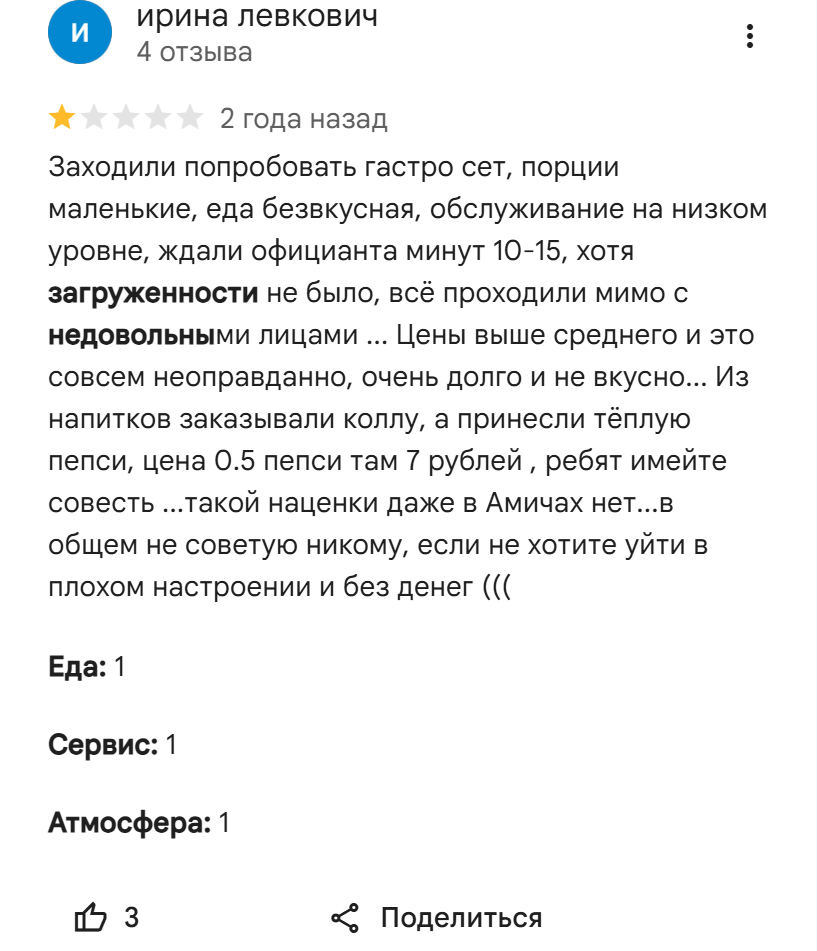 И
ирина левкович
4 отзыва
2 года назад
Заходили попробовать гастро сет, порции
маленькие, еда безвкусная, обслуживание на низком
уровне, ждали официанта минут 10-15, хотя
загруженности не было, всё проходили мимо с
недовольными лицами ... Цены выше среднего и это
совсем неоправданно, очень долго и не вкусно... Из
напитков заказывали коллу, а принесли тёплую
пепси, цена 0.5 пепси там 7 рублей , ребят имейте
совесть ...такой наценки даже в Амичах нет...в
общем не советую никому, если не хотите уйти в
плохом настроении и без денег (((
Еда: 1
Сервис: 1
Атмосфера: 1
3
Поделиться